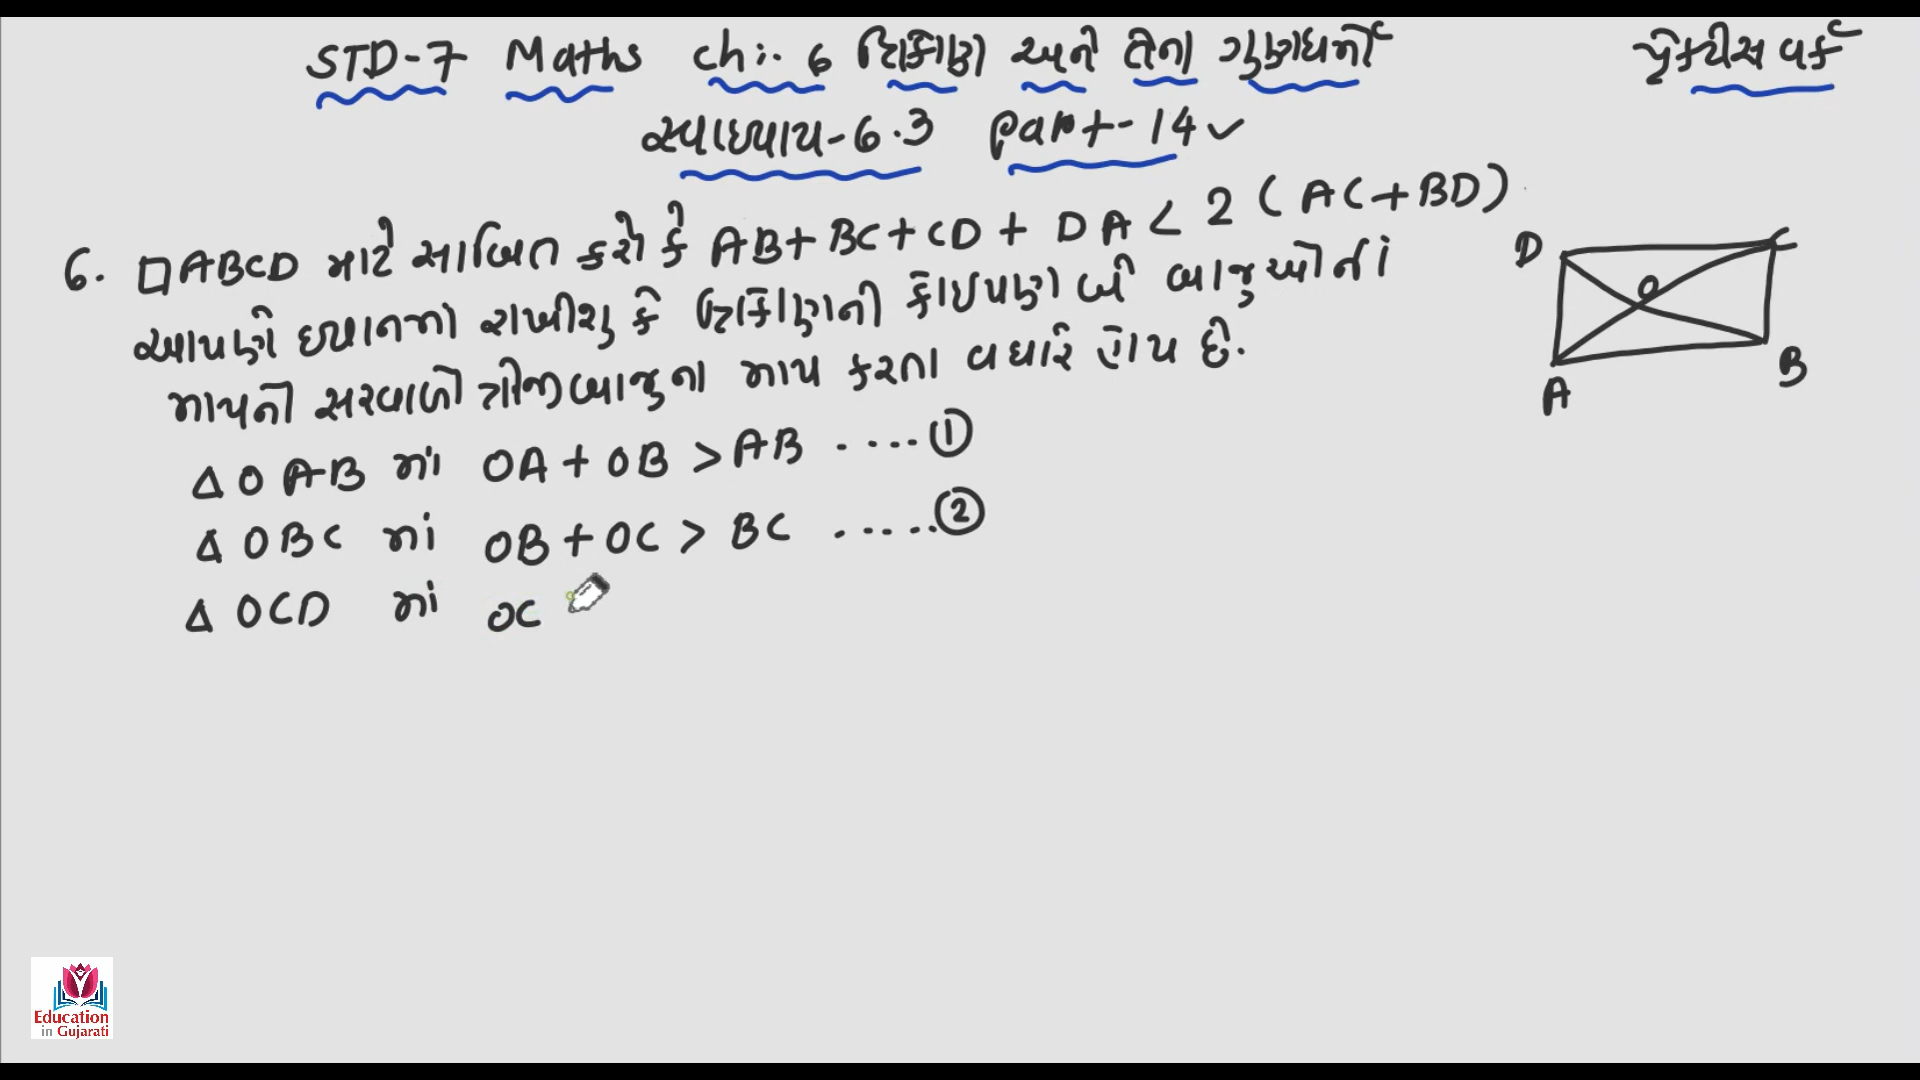 STD-7 Maths Ch:- 6 ત્રિકોણ અને તેના ગુણધર્મો પ્રેક્ટીસ વર્ક
સ્વાધ્યાય-6.3 Part-14 ✓
6. □ABCD માટે સાબિત કરો કે AB+BC+CD+DA < 2 (AC+BD)
આપણે ધ્યાનમાં રાખીશુ કે ત્રિકોણની કોઈપણ બે બાજુઓનાં
માપનો સરવાળો ત્રીજીબાજુના માપ કરતા વધારે હોય છે.
Δ OAB માં OA + OB > AB ....①
Δ OBC માં OB + OC > BC .....②
Δ OCD માં OC
D C
O
A B
Education
in Gujarati